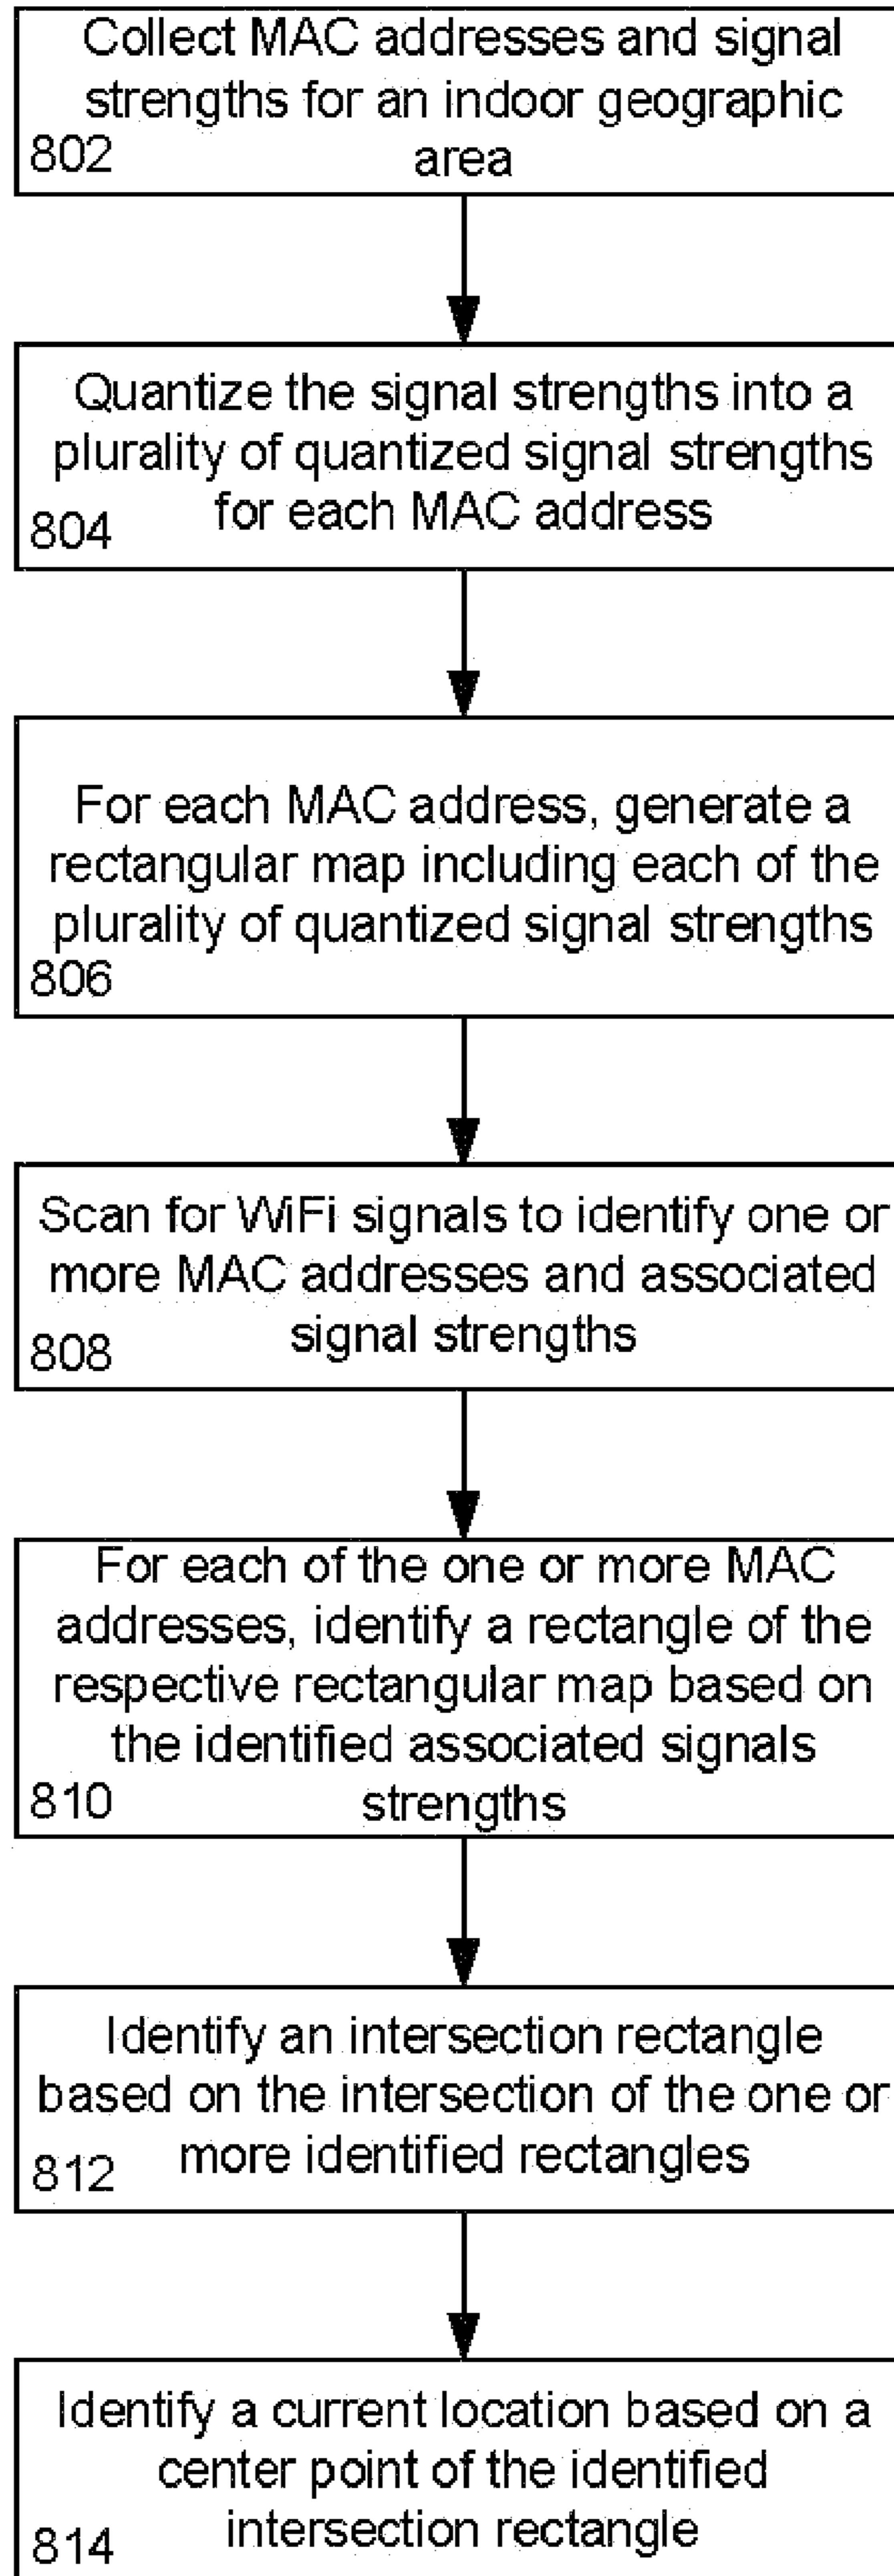 Collect MAC addresses and signal
strengths for an indoor geographic
area
802
Quantize the signal strengths into a
plurality of quantized signal strengths
for each MAC address
804
For each MAC address, generate a
rectangular map including each of the
plurality of quantized signal strengths
806
Scan for WiFi signals to identify one or
more MAC addresses and associated
signal strengths
808
For each of the one or more MAC
addresses, identify a rectangle of the
respective rectangular map based on
the identified associated signals
strengths
810
Identify an intersection rectangle
based on the intersection of the one or
more identified rectangles
812
Identify a current location based on a
center point of the identified
intersection rectangle
814